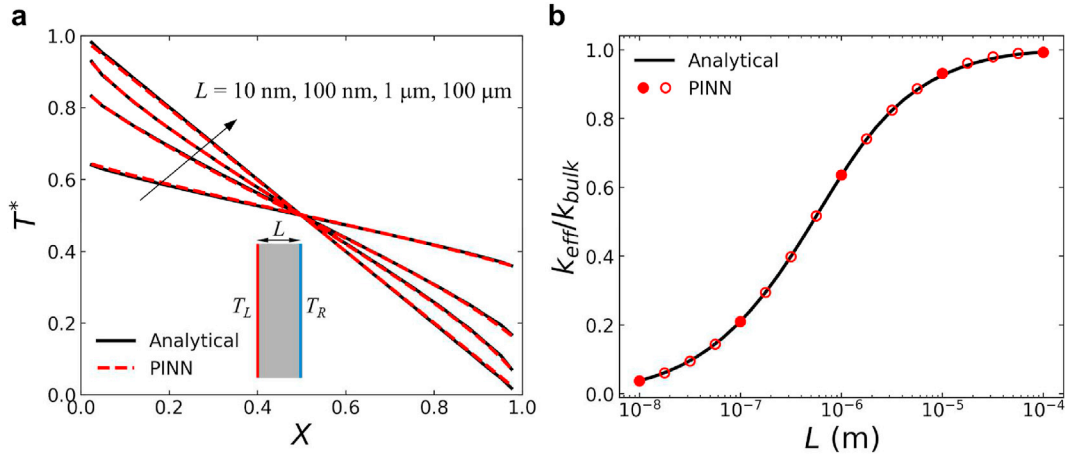 a
1.0
0.8
0.6
0.4
0.2
0.0
T*
L = 10 nm, 100 nm, 1 μm, 100 μm
L
T_L
T_R
Analytical
PINN
0.0 0.2 0.4 0.6 0.8 1.0
X
b
1.0
0.8
0.6
0.4
0.2
0.0
k_eff/k_bulk
Analytical
PINN
10⁻⁸ 10⁻⁷ 10⁻⁶ 10⁻⁵ 10⁻⁴
L (m)